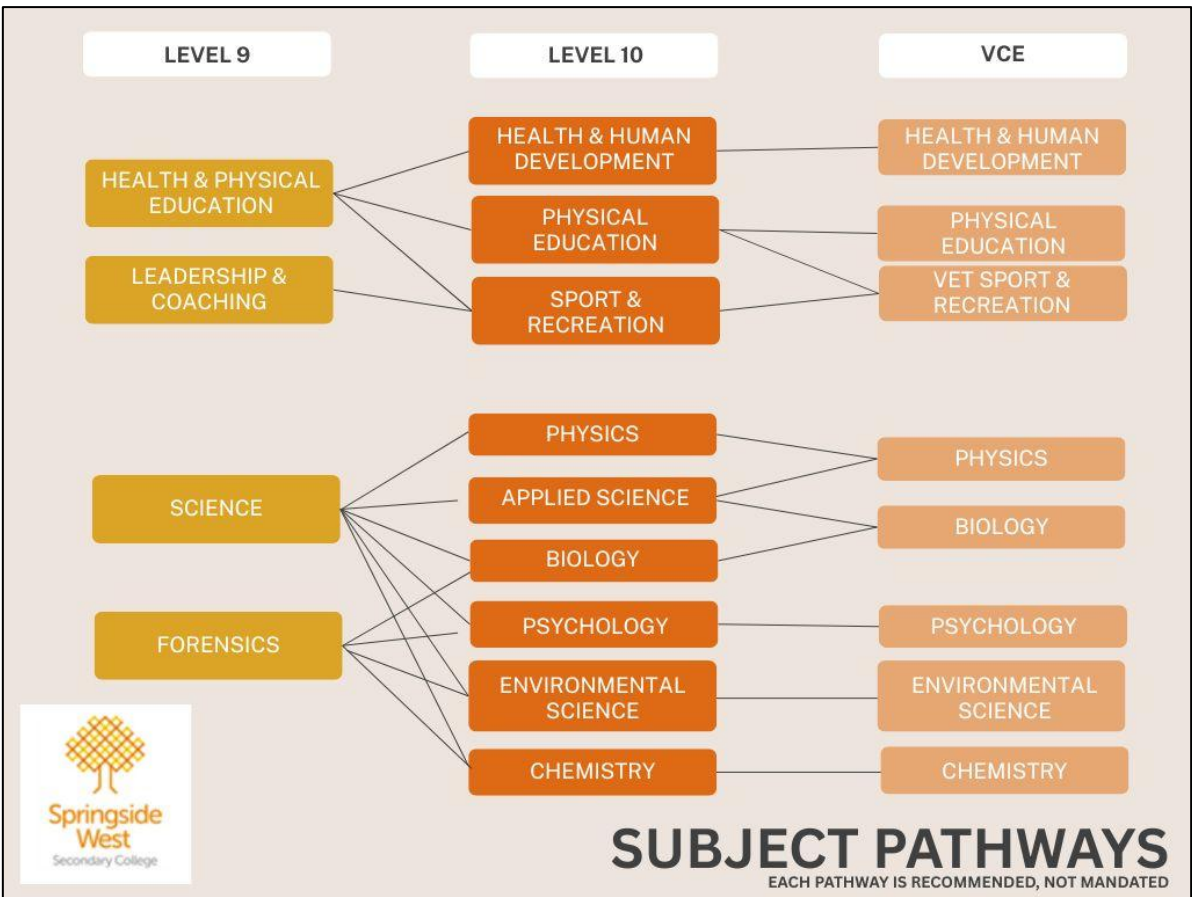 LEVEL 9
LEVEL 10
VCE
HEALTH & PHYSICAL
EDUCATION
LEADERSHIP &
COACHING
HEALTH & HUMAN
DEVELOPMENT
PHYSICAL
EDUCATION
SPORT &
RECREATION
HEALTH & HUMAN
DEVELOPMENT
PHYSICAL
EDUCATION
VET SPORT &
RECREATION
SCIENCE
FORENSICS
PHYSICS
APPLIED SCIENCE
BIOLOGY
PSYCHOLOGY
ENVIRONMENTAL
SCIENCE
CHEMISTRY
PHYSICS
BIOLOGY
PSYCHOLOGY
ENVIRONMENTAL
SCIENCE
CHEMISTRY
Springside
West
Secondary College
SUBJECT PATHWAYS
EACH PATHWAY IS RECOMMENDED, NOT MANDATED